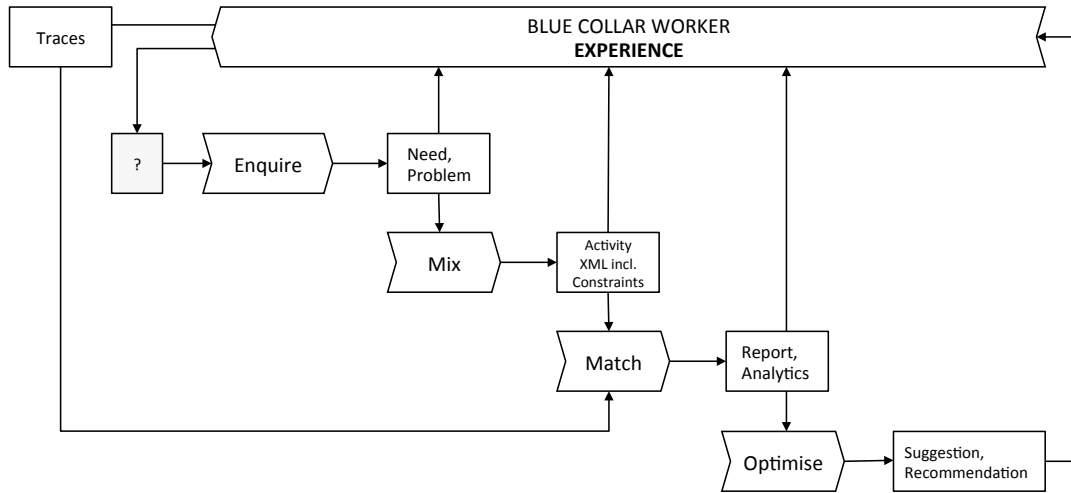 Traces
BLUE COLLAR WORKER
EXPERIENCE
?
Enquire
Need,
Problem
Mix
Activity
XML incl.
Constraints
Match
Report,
Analytics
Optimise
Suggestion,
Recommendation